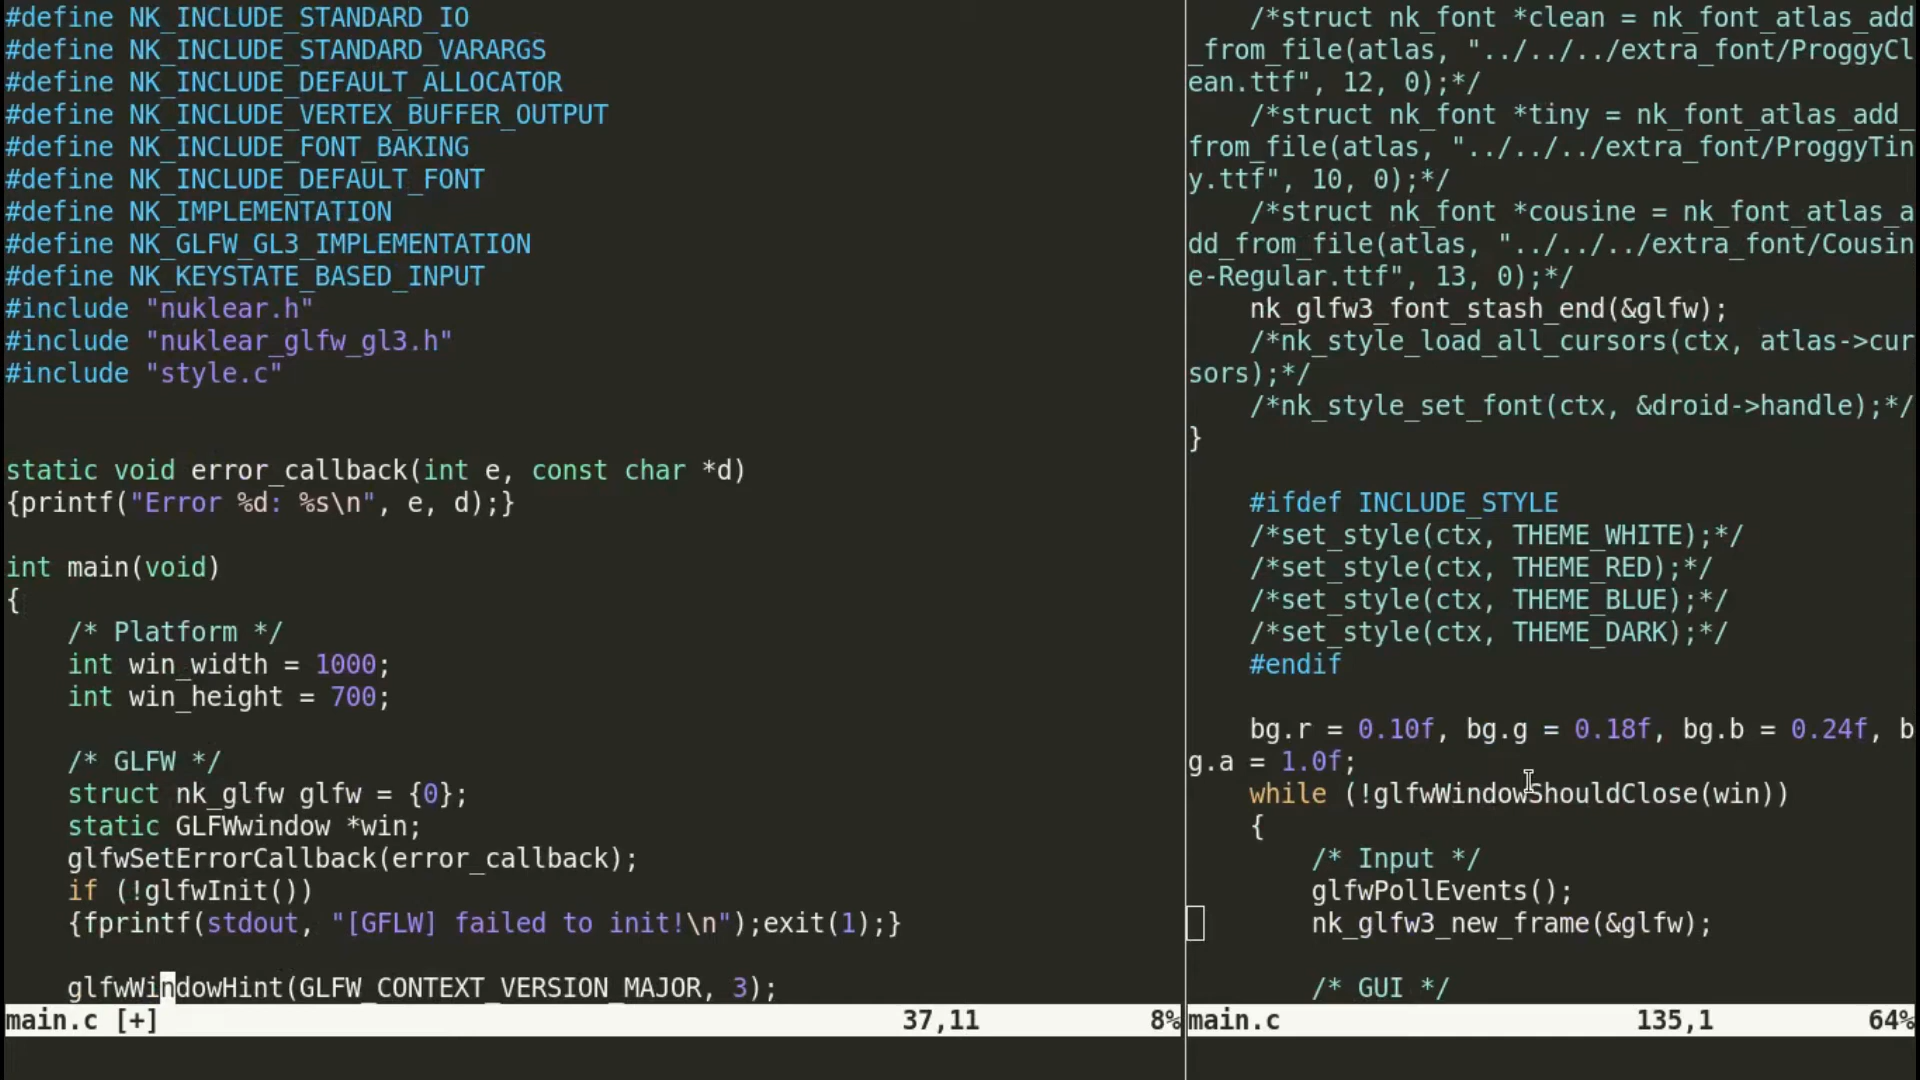 #define NK_INCLUDE_STANDARD_IO
#define NK_INCLUDE_STANDARD_VARARGS
#define NK_INCLUDE_DEFAULT_ALLOCATOR
#define NK_INCLUDE_VERTEX_BUFFER_OUTPUT
#define NK_INCLUDE_FONT_BAKING
#define NK_INCLUDE_DEFAULT_FONT
#define NK_IMPLEMENTATION
#define NK_GLFW_GL3_IMPLEMENTATION
#define NK_KEYSTATE_BASED_INPUT
#include "nuklear.h"
#include "nuklear_glfw_gl3.h"
#include "style.c"
static void error_callback(int e, const char *d)
{printf("Error %d: %s\n", e, d);}
int main(void)
{
/* Platform */
int win_width = 1000;
int win_height = 700;
/* GLFW */
struct nk_glfw glfw = {0};
static GLFWwindow *win;
glfwSetErrorCallback(error_callback);
if (!glfwInit())
{fprintf(stdout, "[GFLW] failed to init!\n");exit(1);}
glfwWindowHint(GLFW_CONTEXT_VERSION_MAJOR, 3);
main.c [+] 37,11 8%
/*struct nk_font *clean = nk_font_atlas_add
_from_file(atlas, "../../../extra_font/ProggyCl
ean.ttf", 12, 0);*/
/*struct nk_font *tiny = nk_font_atlas_add_
from_file(atlas, "../../../extra_font/ProggyTin
y.ttf", 10, 0);*/
/*struct nk_font *cousine = nk_font_atlas_a
dd_from_file(atlas, "../../../extra_font/Cousin
e-Regular.ttf", 13, 0);*/
nk_glfw3_font_stash_end(&glfw);
/*nk_style_load_all_cursors(ctx, atlas->cur
sors);*/
/*nk_style_set_font(ctx, &droid->handle);*/
}
#ifdef INCLUDE_STYLE
/*set_style(ctx, THEME_WHITE);*/
/*set_style(ctx, THEME_RED);*/
/*set_style(ctx, THEME_BLUE);*/
/*set_style(ctx, THEME_DARK);*/
#endif
bg.r = 0.10f, bg.g = 0.18f, bg.b = 0.24f, b
g.a = 1.0f;
while (!glfwWindowShouldClose(win))
{
/* Input */
glfwPollEvents();
nk_glfw3_new_frame(&glfw);
/* GUI */
main.c 135,1 64%